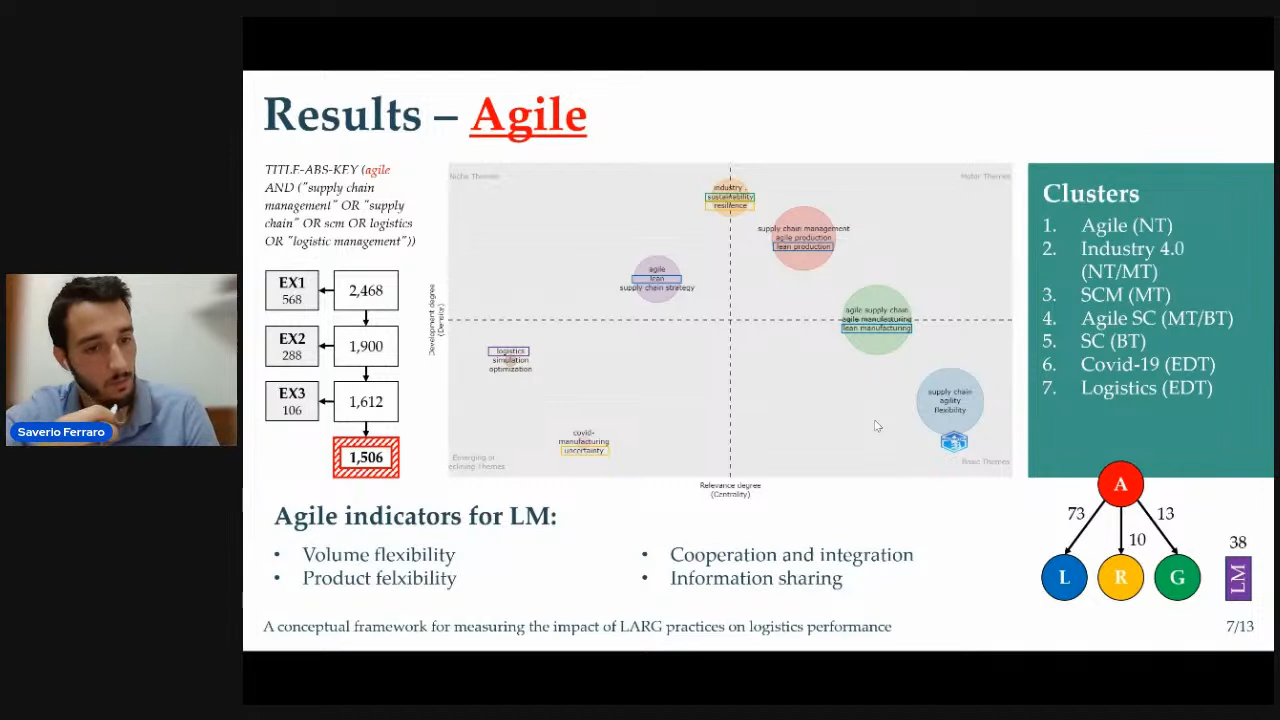 Results – Agile
TITLE-ABS-KEY (agile
AND ("supply chain
management" OR "supply
chain" OR scm OR logistics
OR "logistic management"))
EX1
568
2,468
EX2
288
1,900
EX3
106
1,612
1,506
Niche Themes
Motor Themes
industry .
sustainability
resilience
supply chain management
agile production
lean production
agile
lean
supply chain strategy
agile supply chain
agile manufacturing
lean manufacturing
logistics
simulation
optimization
supply chain
agility
flexibility
covid-
manufacturing
uncertainty
Emerging or
eclining Themes
Basic Themes
Development degree
(Density)
Relevance degree
(Centrality)
Clusters
1. Agile (NT)
2. Industry 4.0
(NT/MT)
3. SCM (MT)
4. Agile SC (MT/BT)
5. SC (BT)
6. Covid-19 (EDT)
7. Logistics (EDT)
Saverio Ferraro
Agile indicators for LM:
• Volume flexibility
• Product felxibility
• Cooperation and integration
• Information sharing
A
73
13
10
38
L
R
G
LM
A conceptual framework for measuring the impact of LARG practices on logistics performance
7/13